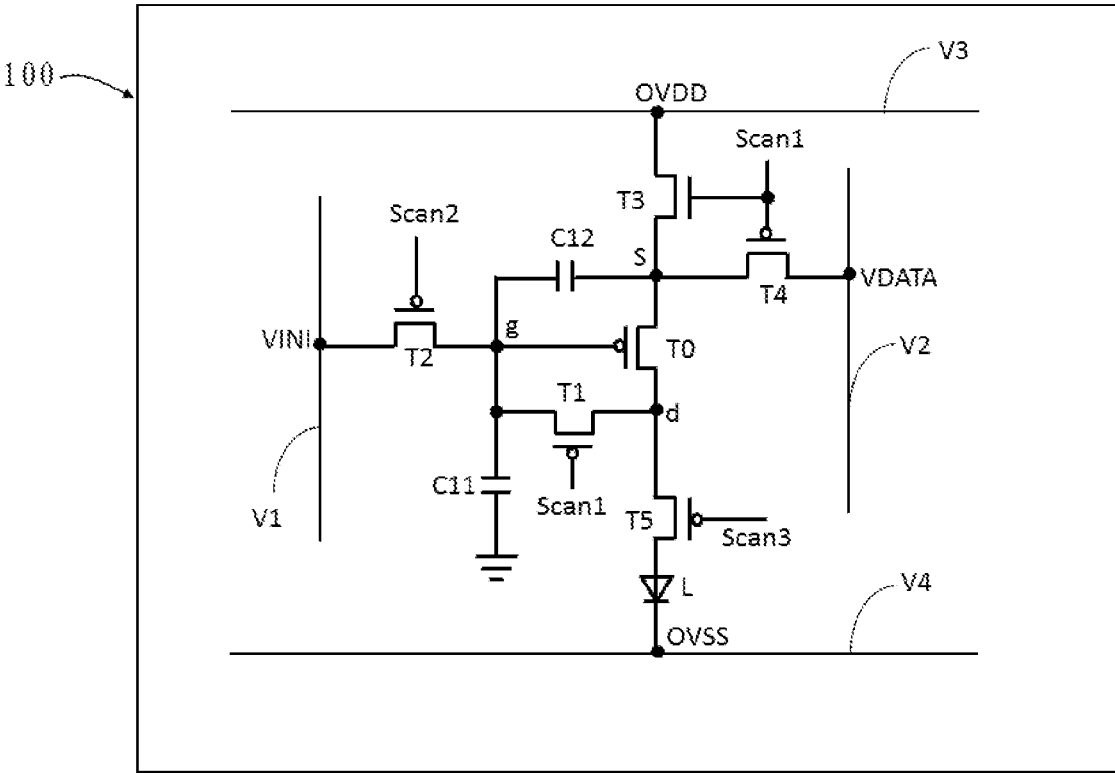 100
V3
OVDD
Scan1
T3
Scan2
C12
S
VDATA
T4
g
VINi
T2
T0
V2
T1
d
C11
Scan1
T5
Scan3
V1
L
V4
OVSS